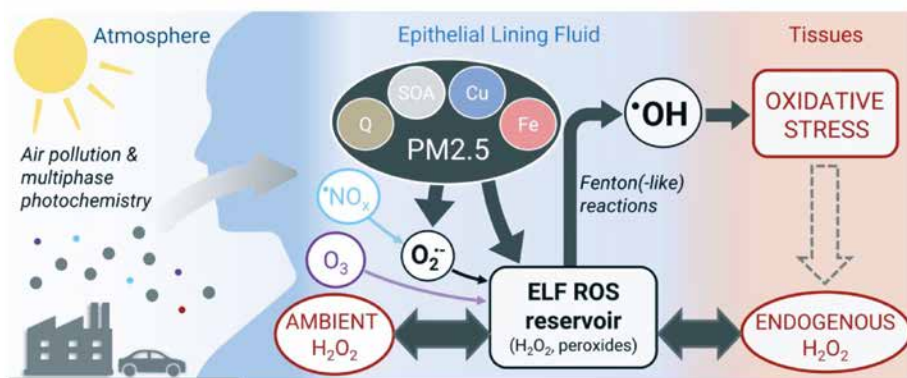 Atmosphere
Epithelial Lining Fluid
Tissues
Air pollution &
multiphase
photochemistry
Q
SOA
Cu
Fe
PM2.5
•NOₓ
O₃
O₂•-
•OH
Fenton(-like)
reactions
OXIDATIVE
STRESS
AMBIENT
H₂O₂
ELF ROS
reservoir
(H₂O₂, peroxides)
ENDOGENOUS
H₂O₂